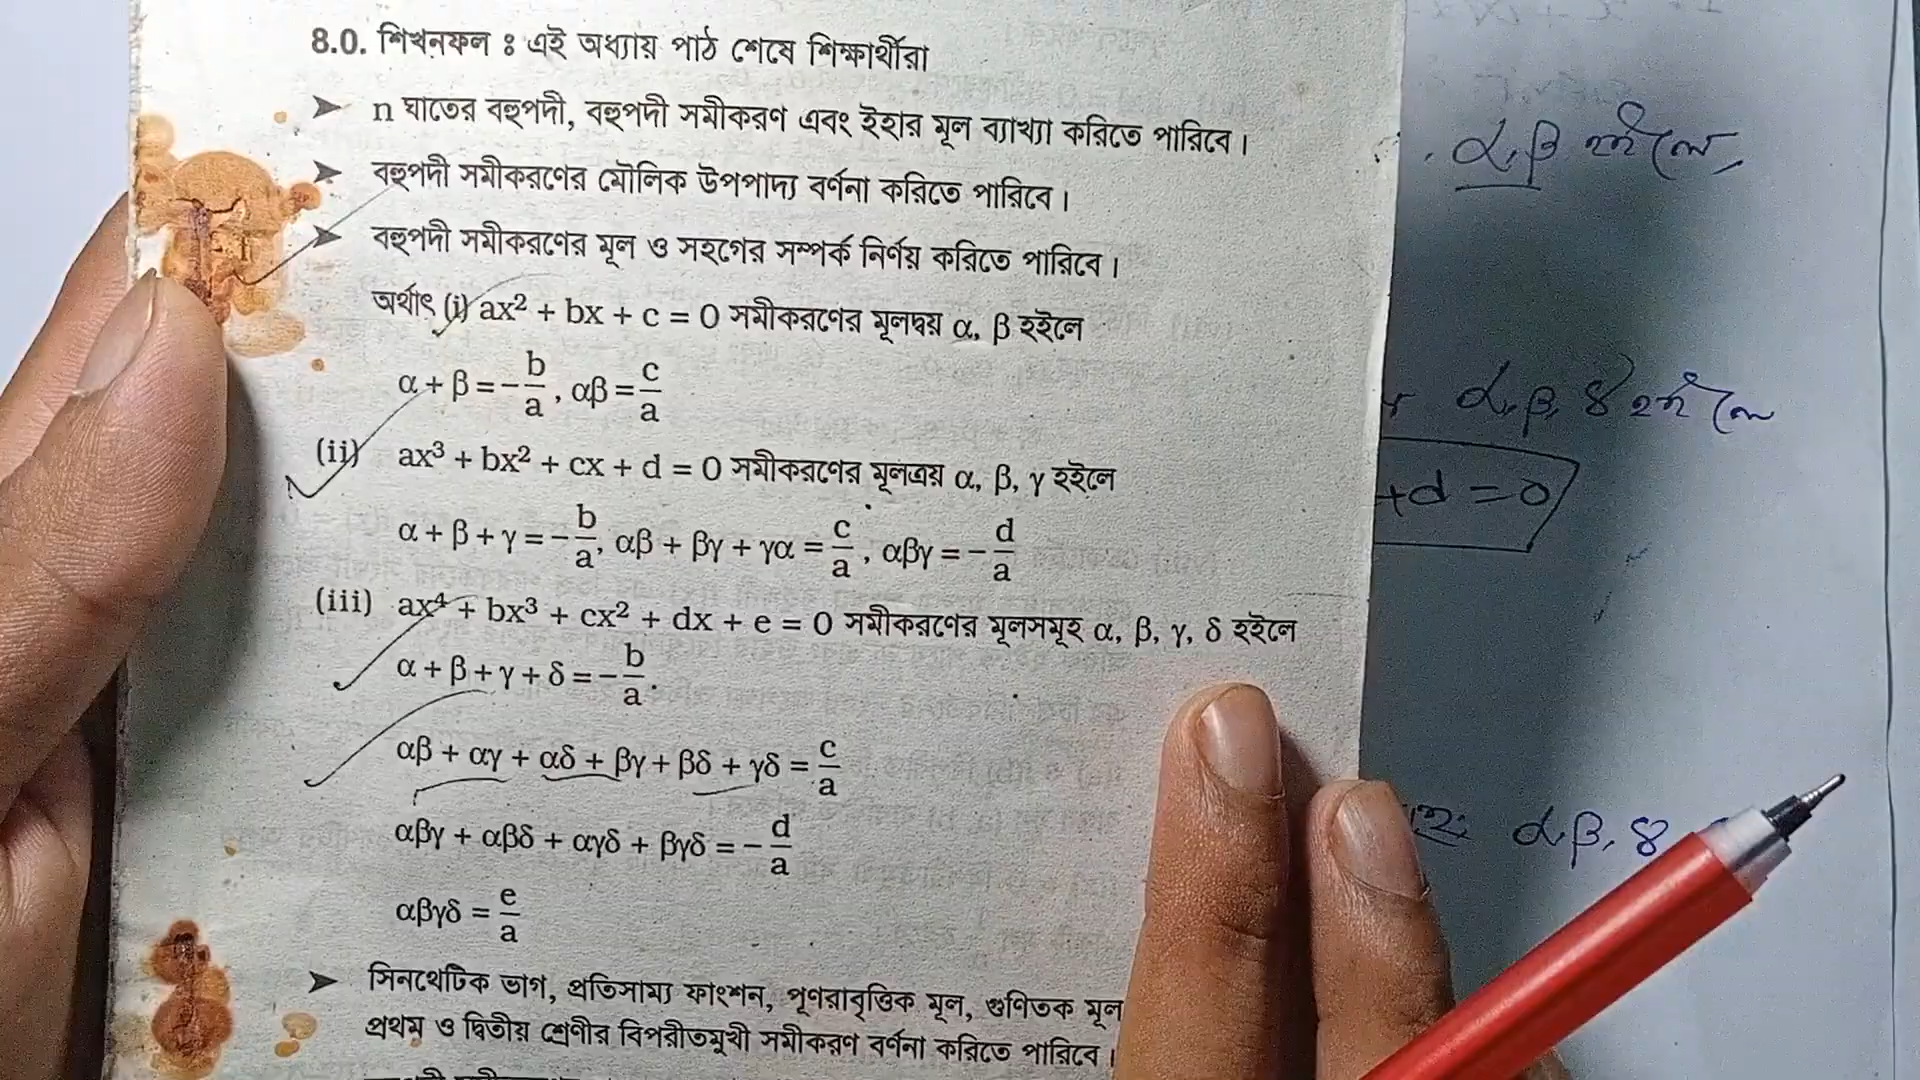 8.0. শিখনফল ঃ এই অধ্যায় পাঠ শেষে শিক্ষার্থীরা
➤ n ঘাতের বহুপদী, বহুপদী সমীকরণ এবং ইহার মূল ব্যাখ্যা করিতে পারিবে।
➤ বহুপদী সমীকরণের মৌলিক উপপাদ্য বর্ণনা করিতে পারিবে।
➤ বহুপদী সমীকরণের মূল ও সহগের সম্পর্ক নির্ণয় করিতে পারিবে।
অর্থাৎ (i) ax² + bx + c = 0 সমীকরণের মূলদ্বয় α, β হইলে
α + β = -b/a, αβ = c/a
(ii) ax³ + bx² + cx + d = 0 সমীকরণের মূলত্রয় α, β, γ হইলে
α + β + γ = -b/a, αβ + βγ + γα = c/a, αβγ = -d/a
(iii) ax⁴ + bx³ + cx² + dx + e = 0 সমীকরণের মূলসমূহ α, β, γ, δ হইলে
α + β + γ + δ = -b/a.
αβ + αγ + αδ + βγ + βδ + γδ = c/a
αβγ + αβδ + αγδ + βγδ = -d/a
αβγδ = e/a
➤ সিনথেটিক ভাগ, প্রতিসাম্য ফাংশন, পূণরাবৃত্তিক মূল, গুণিতক মূল
প্রথম ও দ্বিতীয় শ্রেণীর বিপরীতমুখী সমীকরণ বর্ণনা করিতে পারিবে।
α, β হইলে,
α, β, γ হইলে
+d = 0
α, β, γ